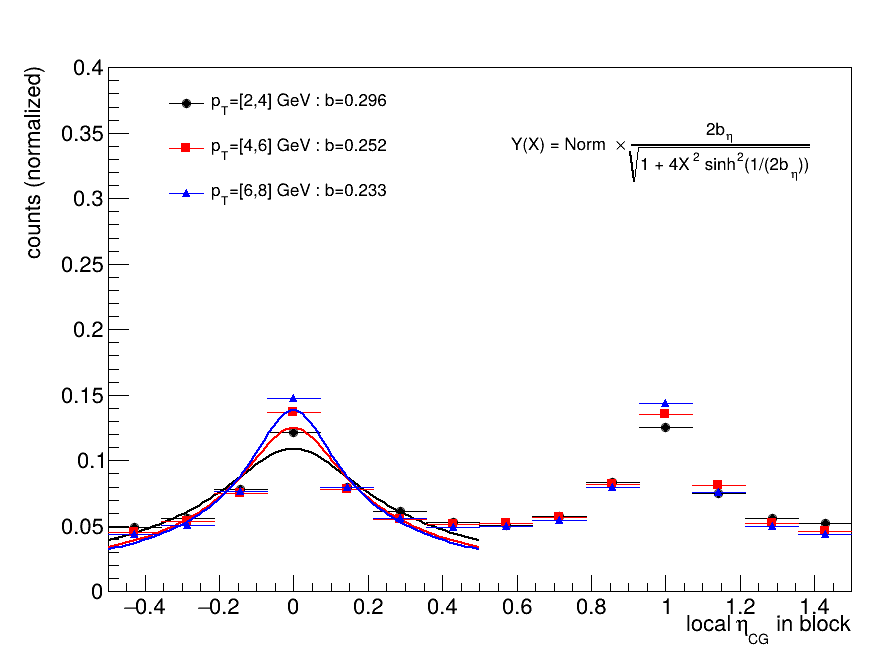 0.4
0.35
0.3
0.25
0.2
0.15
0.1
0.05
0
counts (normalized)
p_T=[2,4] GeV : b=0.296
p_T=[4,6] GeV : b=0.252
p_T=[6,8] GeV : b=0.233
Y(X) = Norm × 2b_η / √(1 + 4X² sinh²(1/(2b_η)))
−0.4 −0.2 0 0.2 0.4 0.6 0.8 1 1.2 1.4
local η_CG in block